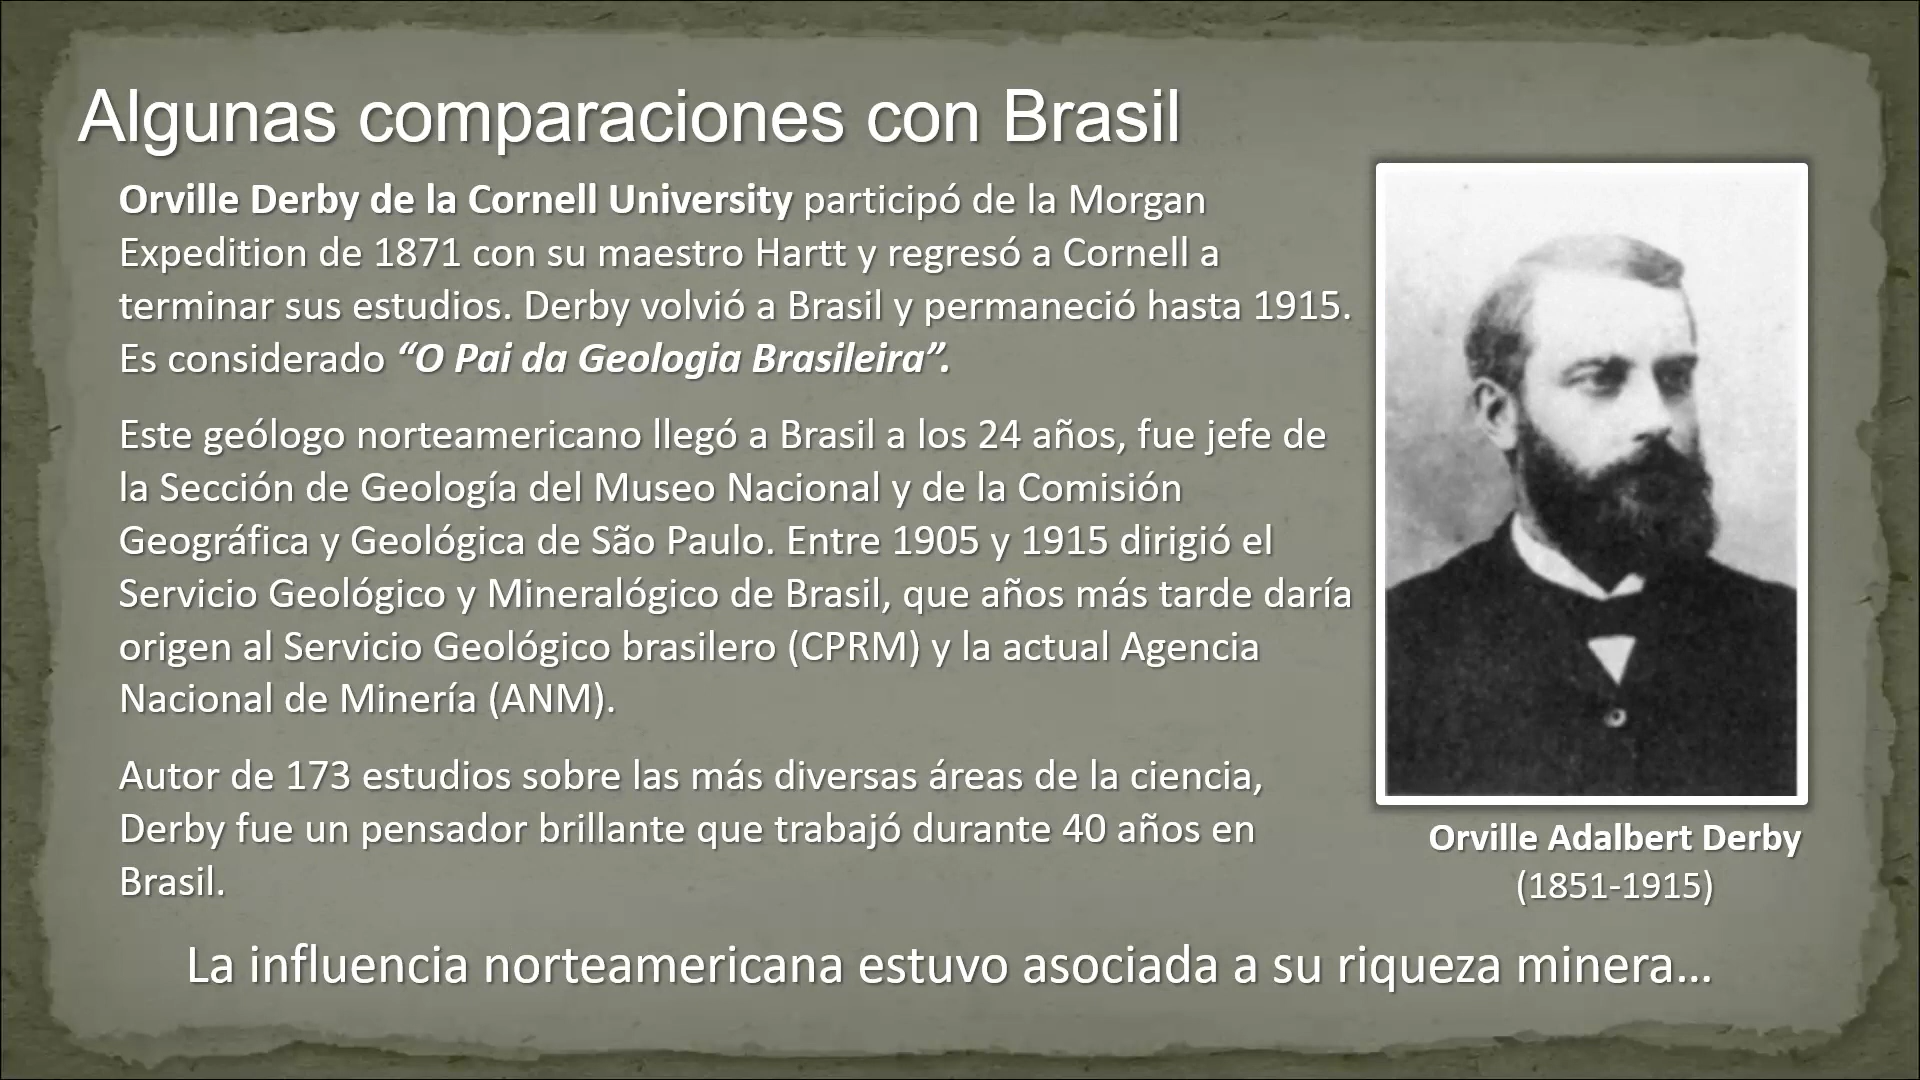 Algunas comparaciones con Brasil
Orville Derby de la Cornell University participó de la Morgan
Expedition de 1871 con su maestro Hartt y regresó a Cornell a
terminar sus estudios. Derby volvió a Brasil y permaneció hasta 1915.
Es considerado “O Pai da Geologia Brasileira”.
Este geólogo norteamericano llegó a Brasil a los 24 años, fue jefe de
la Sección de Geología del Museo Nacional y de la Comisión
Geográfica y Geológica de São Paulo. Entre 1905 y 1915 dirigió el
Servicio Geológico y Mineralógico de Brasil, que años más tarde daría
origen al Servicio Geológico brasilero (CPRM) y la actual Agencia
Nacional de Minería (ANM).
Autor de 173 estudios sobre las más diversas áreas de la ciencia,
Derby fue un pensador brillante que trabajó durante 40 años en
Brasil.
Orville Adalbert Derby
(1851-1915)
La influencia norteamericana estuvo asociada a su riqueza minera…